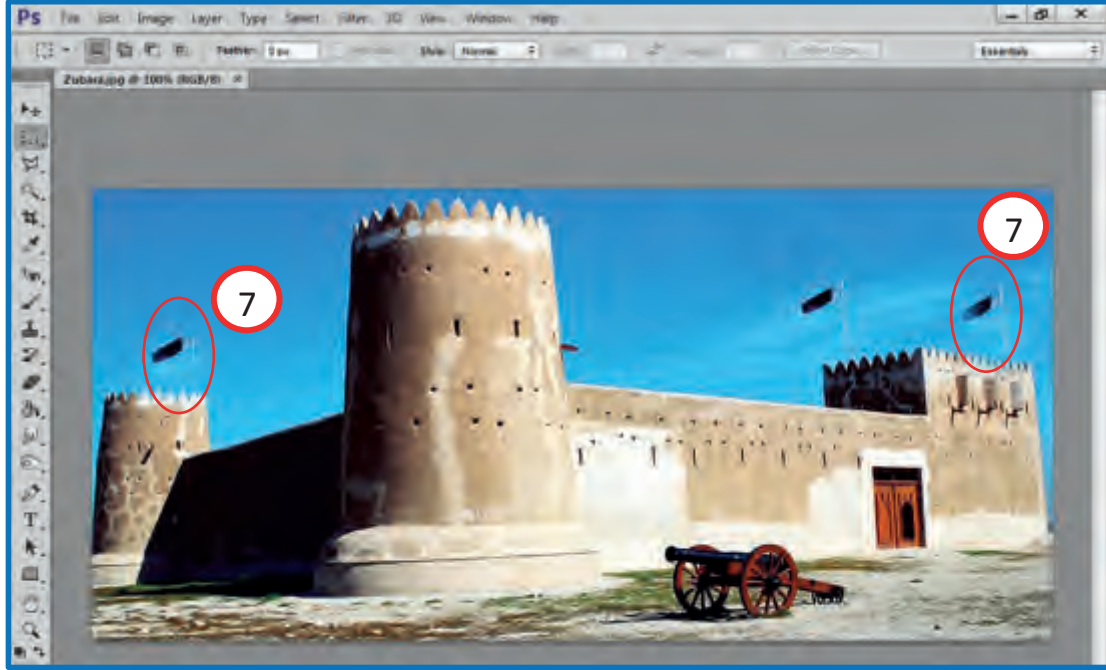 Ps File Edit Image Layer Type Select Filter 3D View Window Help
Feather: 0 px Style: Normal Essentials
Zubara.jpg @ 100% (RGB/8) ×
7
7
T